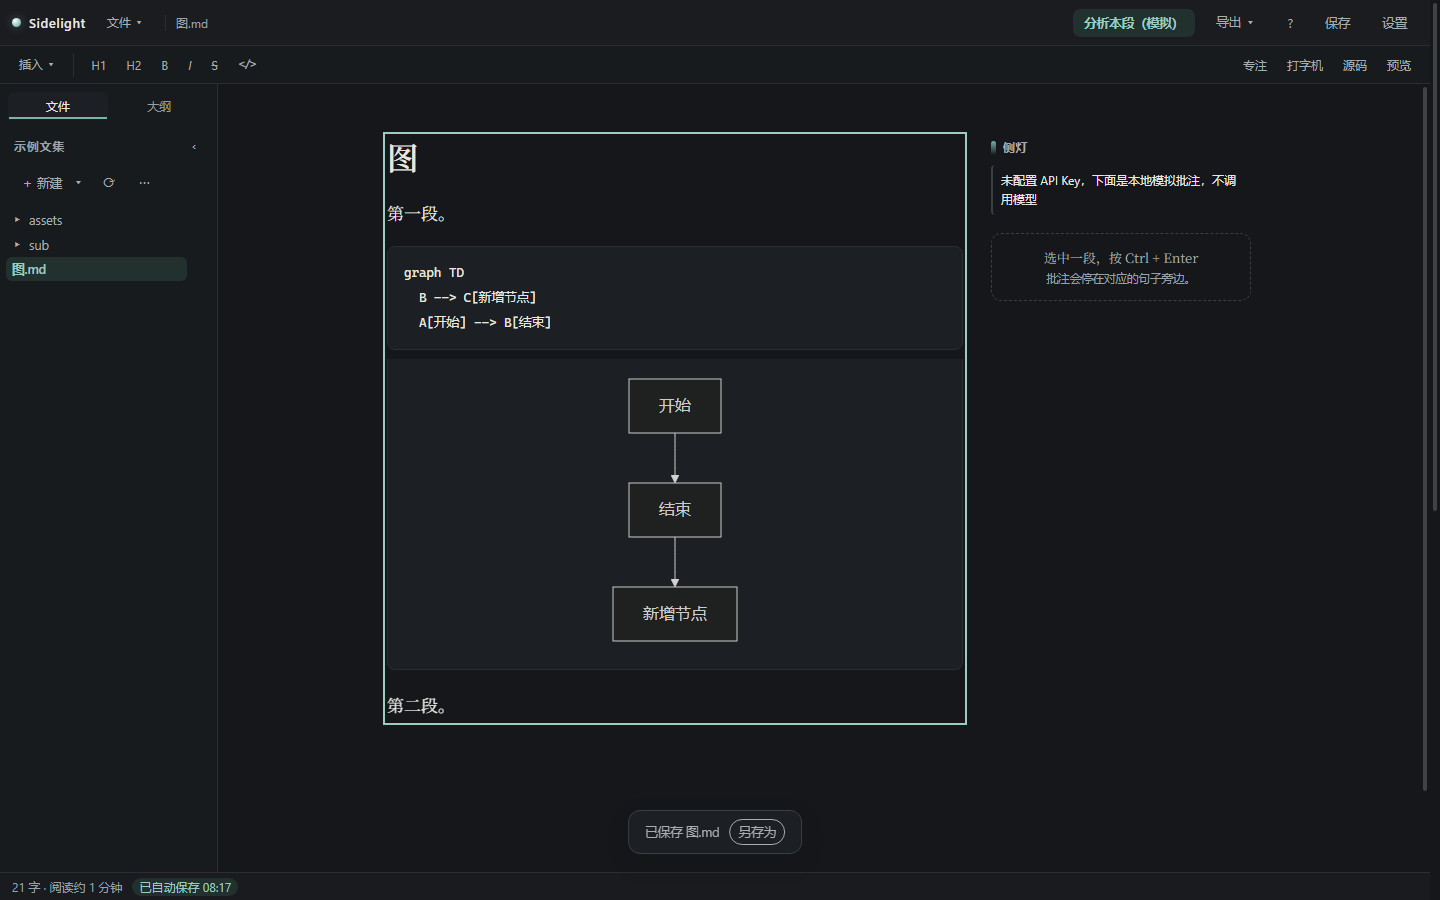 Sidelight 文件 图.md 分析本段（模拟） 导出 ? 保存 设置
插入 H1 H2 B I S </> 专注 打字机 源码 预览
文件 大纲
示例文集
+ 新建 ...
assets
sub
图.md
图
第一段。
graph TD
B --> C[新增节点]
A[开始] --> B[结束]
开始
结束
新增节点
第二段。
侧灯
未配置 API Key，下面是本地模拟批注，不调
用模型
选中一段，按 Ctrl + Enter
批注会停在对应的句子旁边。
已保存 图.md 另存为
21 字 · 阅读约 1 分钟 已自动保存 08:17